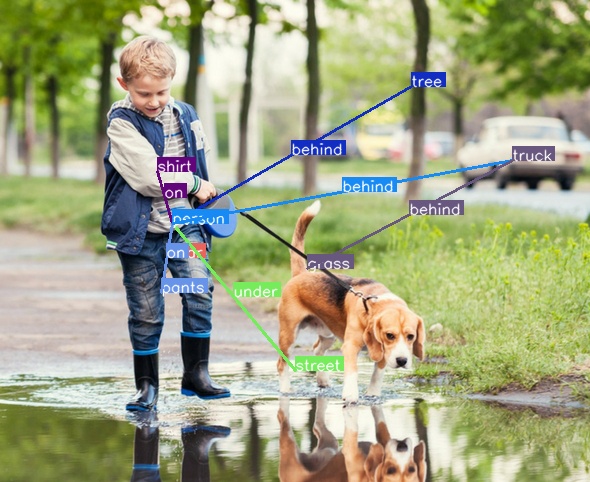 tree
behind
truck
shirt
behind
on
behind
person
on
grass
pants
under
street